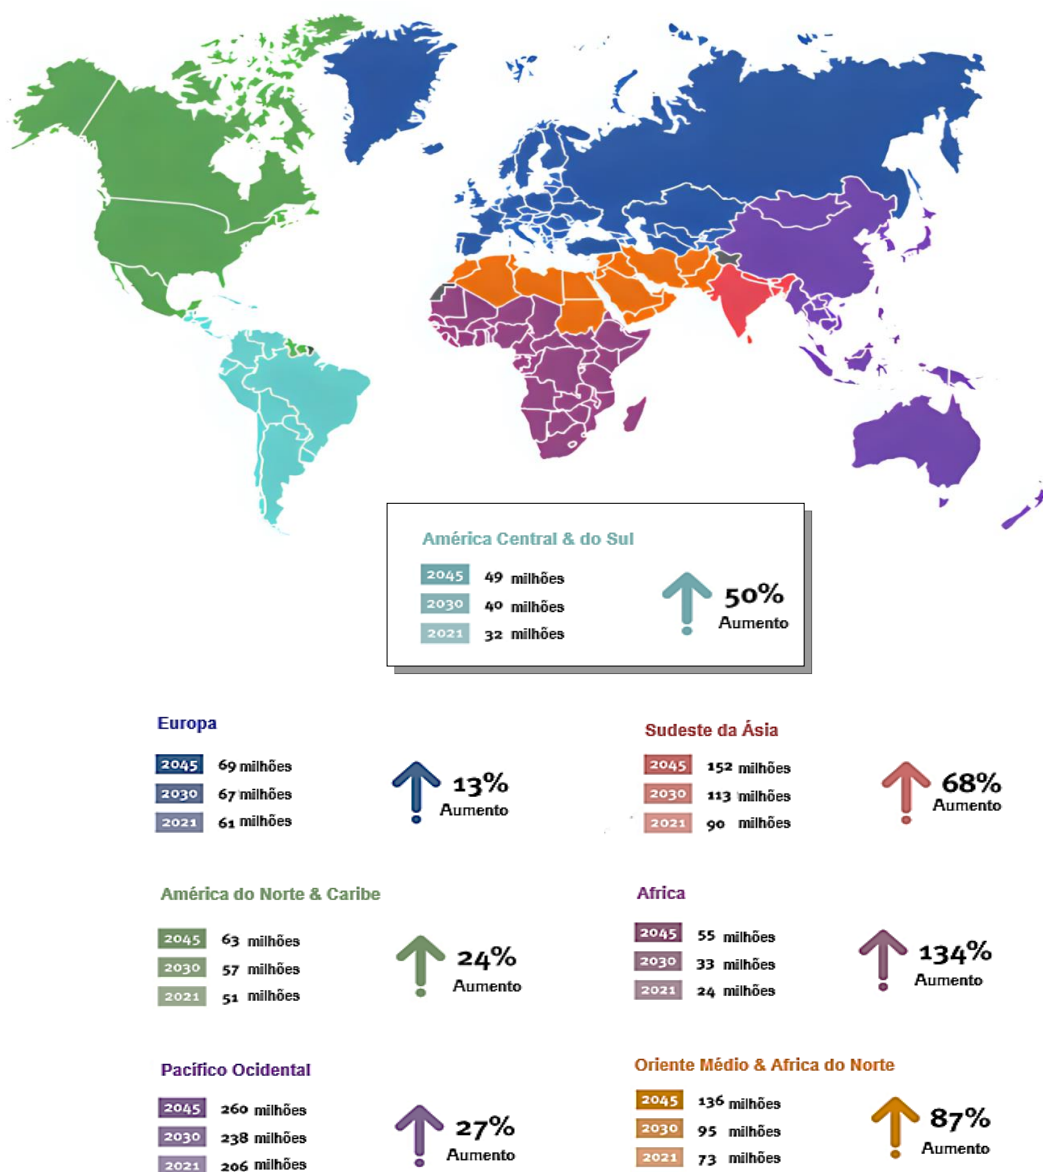 América Central & do Sul
2045 49 milhões
2030 40 milhões
2021 32 milhões
50%
Aumento
Europa
2045 69 milhões
2030 67 milhões
2021 61 milhões
13%
Aumento
Sudeste da Ásia
2045 152 milhões
2030 113 milhões
2021 90 milhões
68%
Aumento
América do Norte & Caribe
2045 63 milhões
2030 57 milhões
2021 51 milhões
24%
Aumento
Africa
2045 55 milhões
2030 33 milhões
2021 24 milhões
134%
Aumento
Pacífico Ocidental
2045 260 milhões
2030 238 milhões
2021 206 milhões
27%
Aumento
Oriente Médio & Africa do Norte
2045 136 milhões
2030 95 milhões
2021 73 milhões
87%
Aumento